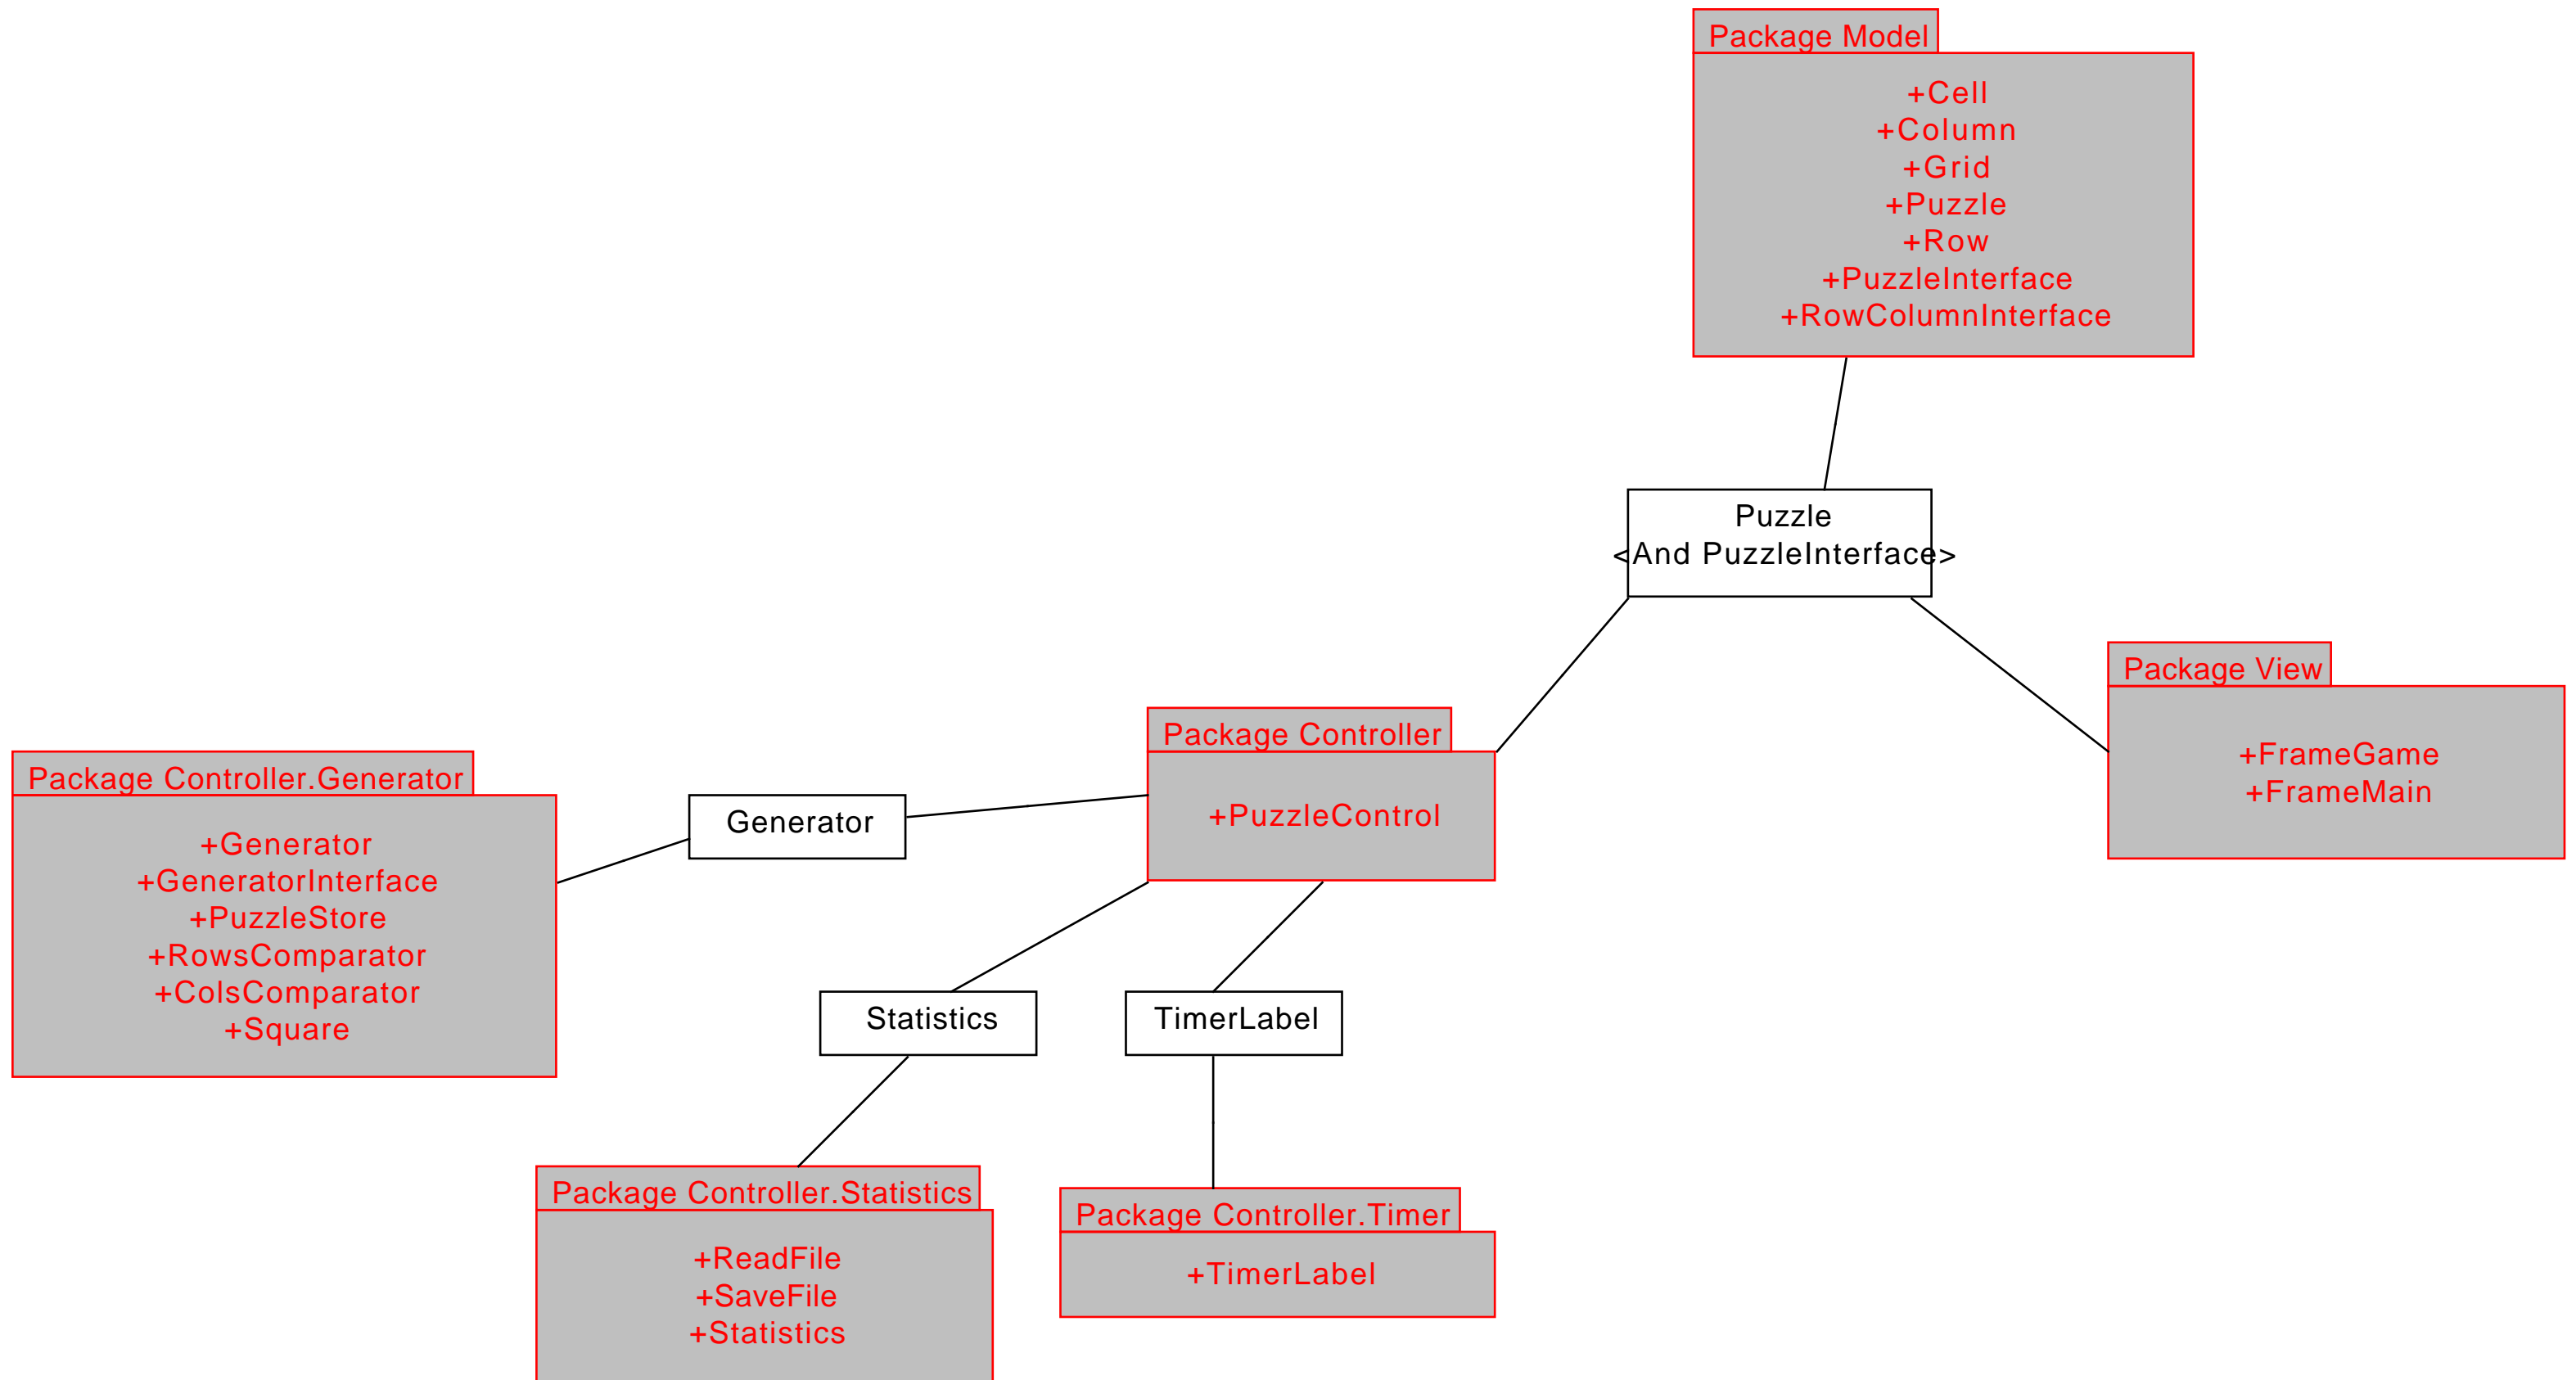 Package Model
+Cell
+Column
+Grid
+Puzzle
+Row
+PuzzleInterface
+RowColumnInterface
Puzzle
<And PuzzleInterface>
Package View
+FrameGame
+FrameMain
Package Controller
+PuzzleControl
Package Controller.Generator
+Generator
+GeneratorInterface
+PuzzleStore
+RowsComparator
+ColsComparator
+Square
Generator
Statistics
TimerLabel
Package Controller.Statistics
+ReadFile
+SaveFile
+Statistics
Package Controller.Timer
+TimerLabel